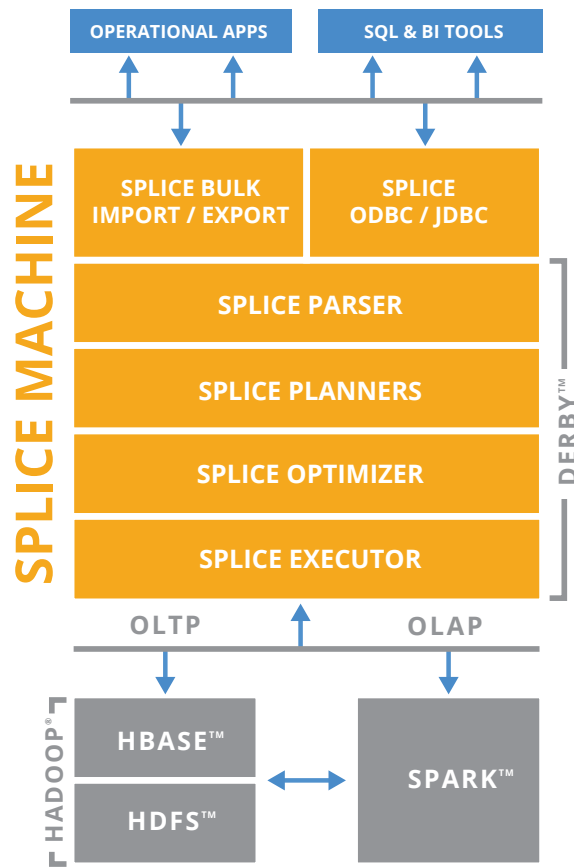 OPERATIONAL APPS
SQL & BI TOOLS
SPLICE MACHINE
SPLICE BULK
IMPORT / EXPORT
SPLICE
ODBC / JDBC
SPLICE PARSER
SPLICE PLANNERS
SPLICE OPTIMIZER
SPLICE EXECUTOR
DERBY™
OLTP
OLAP
HADOOP®
HBASE™
HDFS™
SPARK™